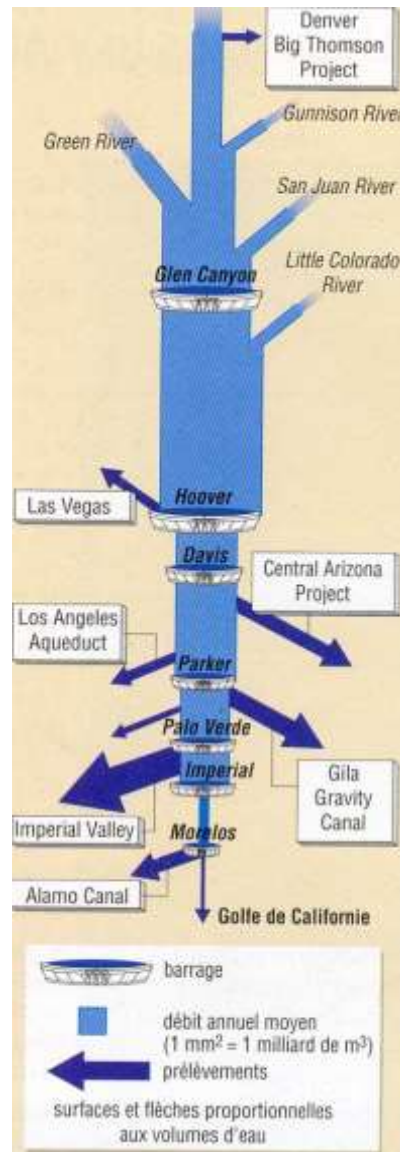 Denver
Big Thomson
Project
Gunnison River
Green River
San Juan River
Little Colorado
River
Glen Canyon
Hoover
Las Vegas
Davis
Central Arizona
Project
Los Angeles
Aqueduct
Parker
Palo Verde
Imperial
Gila
Gravity
Canal
Imperial Valley
Morelos
Alamo Canal
Golfe de Californie
barrage
débit annuel moyen
(1 mm² = 1 milliard de m³)
prélèvements
surfaces et flèches proportionnelles
aux volumes d'eau